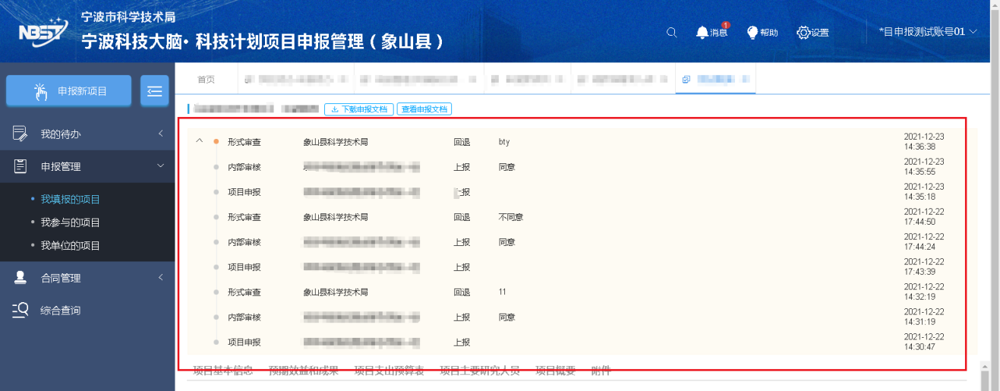 宁波市科学技术局
NBST 宁波科技大脑·科技计划项目申报管理（象山县）
消息 1 帮助 设置 *目申报测试账号01
申报新项目
我的待办
申报管理
我填报的项目
我参与的项目
我单位的项目
合同管理
综合查询
首页
下载申报文档 查看申报文档
形式审查 象山县科学技术局 回退 bty 2021-12-23 14:36:38
内部审核 上报 同意 2021-12-23 14:35:55
项目申报 上报 2021-12-23 14:35:18
形式审查 象山县科学技术局 回退 不同意 2021-12-22 17:44:50
内部审核 上报 同意 2021-12-22 17:44:24
项目申报 上报 2021-12-22 17:43:39
形式审查 象山县科学技术局 回退 11 2021-12-22 14:32:19
内部审核 上报 同意 2021-12-22 14:31:19
项目申报 上报 2021-12-22 14:30:47
项目基本信息 预期效益和成果 项目支出预算表 项目主要研究人员 项目概要 附件